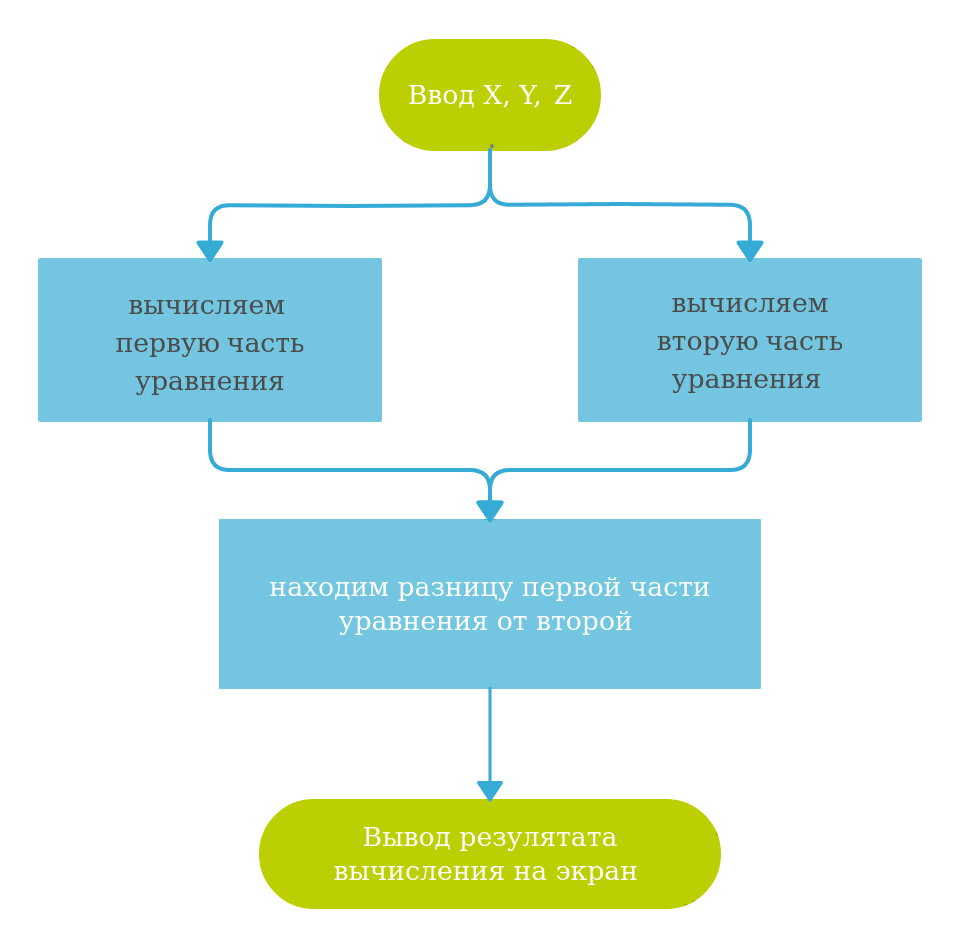 Ввод X, Y, Z
вычисляем
первую часть
уравнения
вычисляем
вторую часть
уравнения
находим разницу первой части
уравнения от второй
Вывод резулятата
вычисления на экран